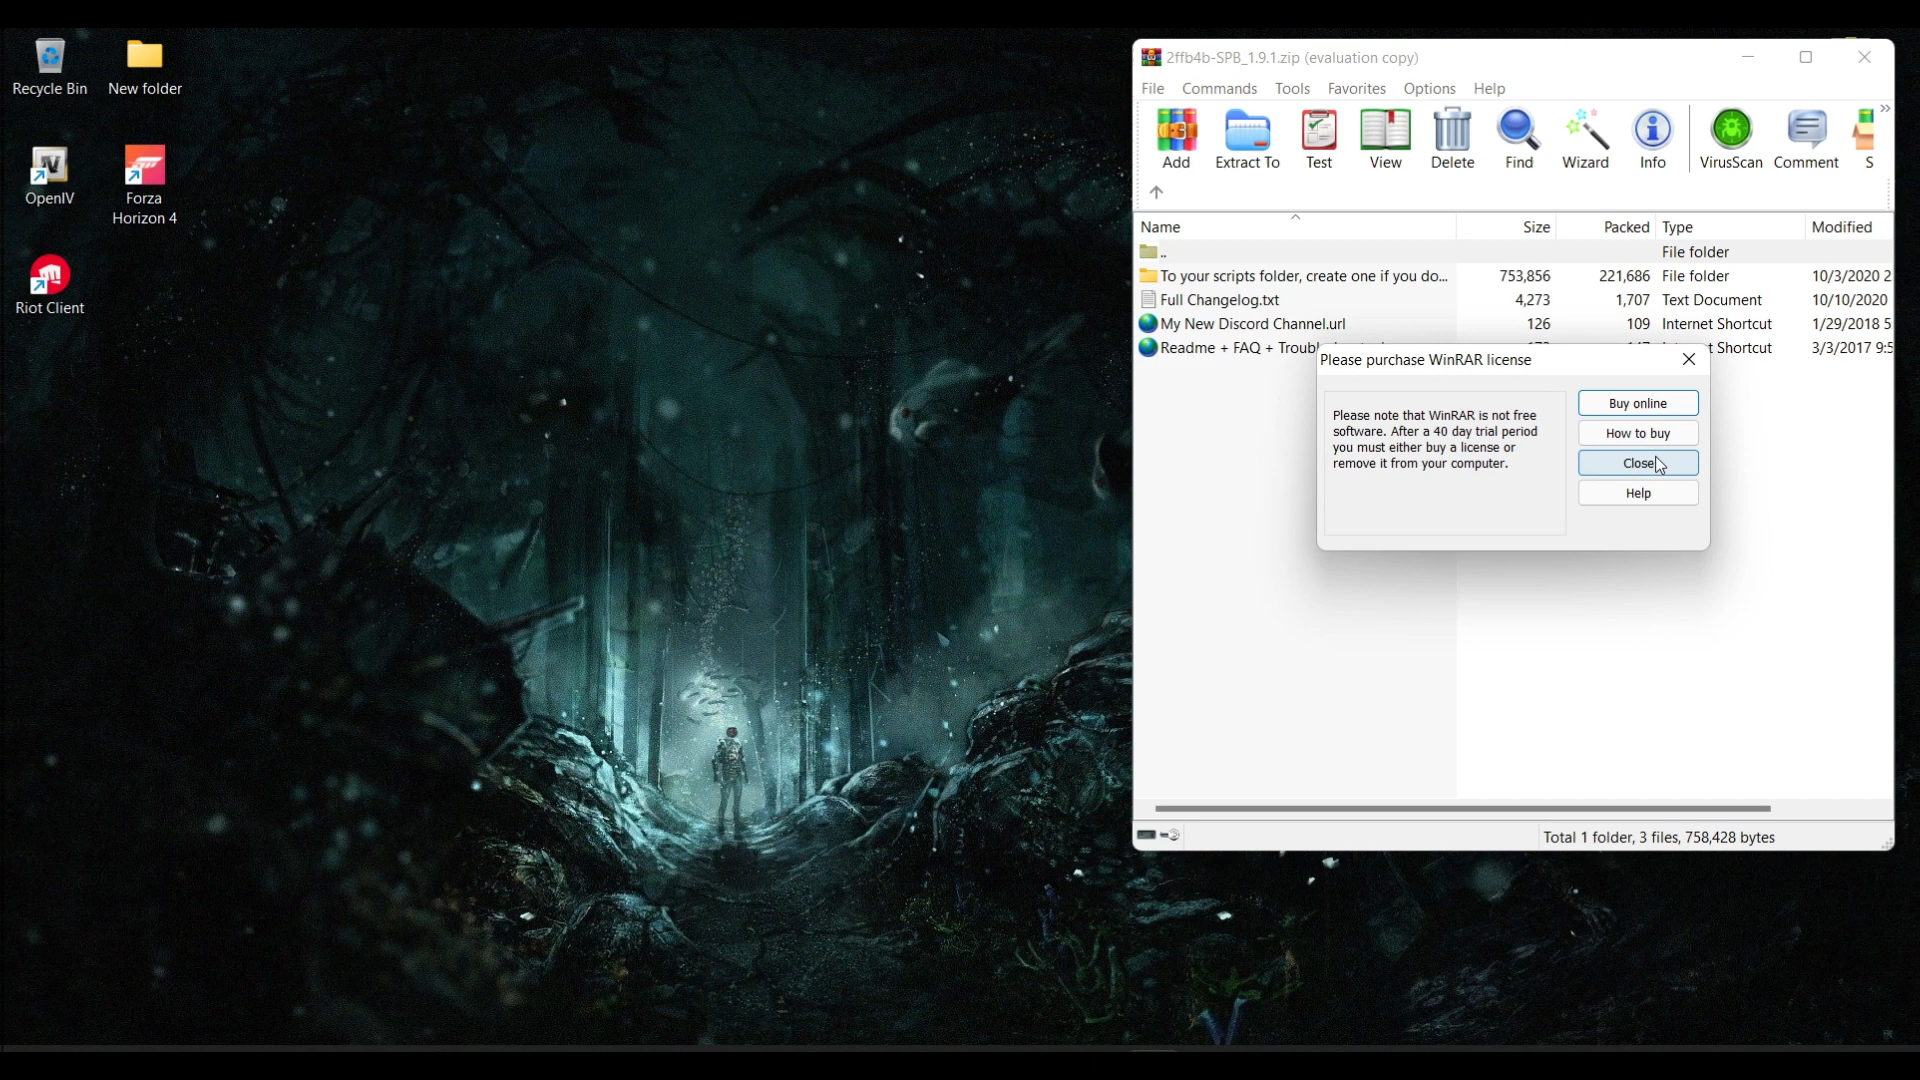 Recycle Bin
New folder
OpenIV
Forza
Horizon 4
Riot Client
2ffb4b-SPB_1.9.1.zip (evaluation copy)
File Commands Tools Favorites Options Help
Add Extract To Test View Delete Find Wizard Info VirusScan Comment S
Name Size Packed Type Modified
.. File folder
To your scripts folder, create one if you do... 753,856 221,686 File folder 10/3/2020 2
Full Changelog.txt 4,273 1,707 Text Document 10/10/2020
My New Discord Channel.url 126 109 Internet Shortcut 1/29/2018 5
Readme + FAQ + Shortcut 3/3/2017 9:5
Please purchase WinRAR license
Please note that WinRAR is not free
software. After a 40 day trial period
you must either buy a license or
remove it from your computer.
Buy online
How to buy
Close
Help
Total 1 folder, 3 files, 758,428 bytes